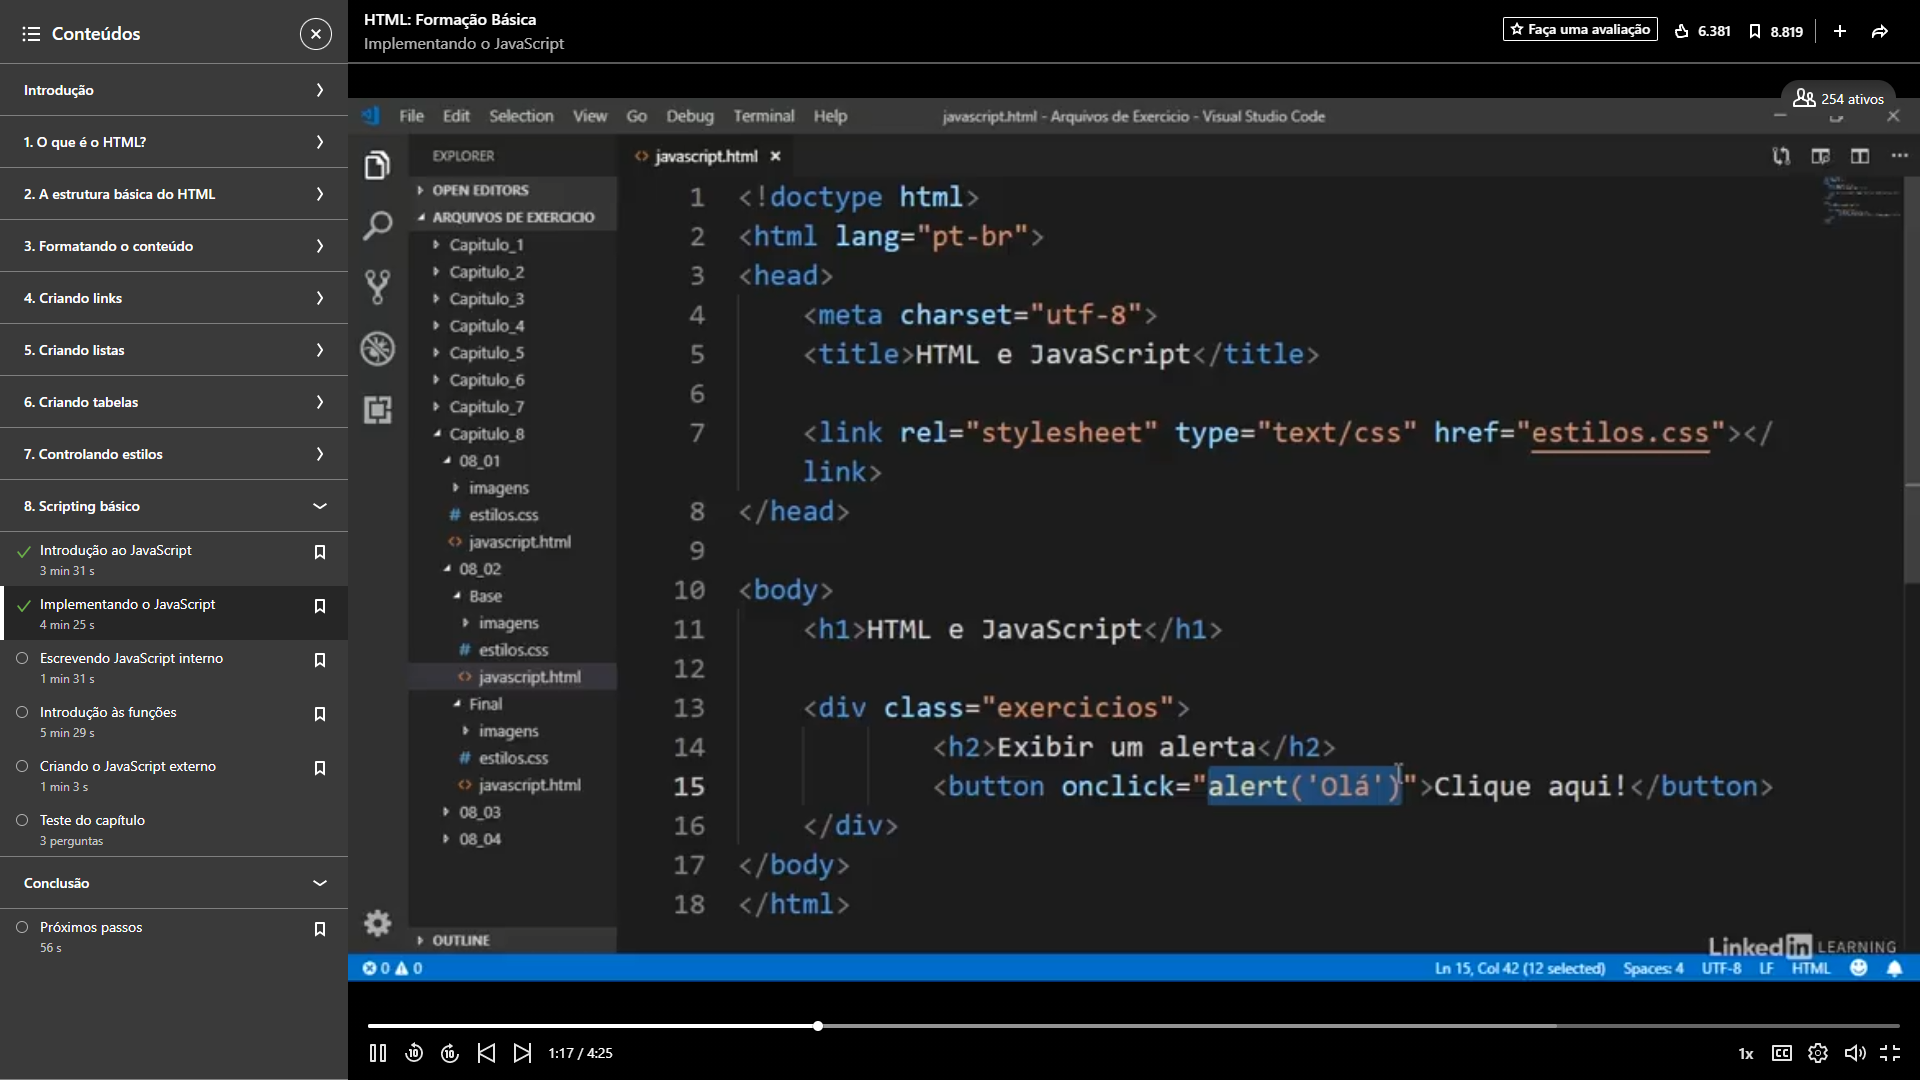 Conteúdos
Introdução
1. O que é o HTML?
2. A estrutura básica do HTML
3. Formatando o conteúdo
4. Criando links
5. Criando listas
6. Criando tabelas
7. Controlando estilos
8. Scripting básico
Introdução ao JavaScript
3 min 31 s
Implementando o JavaScript
4 min 25 s
Escrevendo JavaScript interno
1 min 31 s
Introdução às funções
5 min 29 s
Criando o JavaScript externo
1 min 3 s
Teste do capítulo
3 perguntas
Conclusão
Próximos passos
56 s
HTML: Formação Básica
Implementando o JavaScript
Faça uma avaliação 6.381 8.819
254 ativos
File Edit Selection View Go Debug Terminal Help javascript.html - Arquivos de Exercicio - Visual Studio Code
EXPLORER
OPEN EDITORS
ARQUIVOS DE EXERCICIO
Capitulo_1
Capitulo_2
Capitulo_3
Capitulo_4
Capitulo_5
Capitulo_6
Capitulo_7
Capitulo_8
08_01
imagens
# estilos.css
<> javascript.html
08_02
Base
imagens
# estilos.css
<> javascript.html
Final
imagens
# estilos.css
<> javascript.html
08_03
08_04
OUTLINE
<> javascript.html ×
1 <!doctype html>
2 <html lang="pt-br">
3 <head>
4 <meta charset="utf-8">
5 <title>HTML e JavaScript</title>
6
7 <link rel="stylesheet" type="text/css" href="estilos.css"></
link>
8 </head>
9
10 <body>
11 <h1>HTML e JavaScript</h1>
12
13 <div class="exercicios">
14 <h2>Exibir um alerta</h2>
15 <button onclick="alert('Olá')">Clique aqui!</button>
16 </div>
17 </body>
18 </html>
Linked in LEARNING
0 0 Ln 15, Col 42 (12 selected) Spaces: 4 UTF-8 LF HTML
10 10 1:17 / 4:25 1x CC